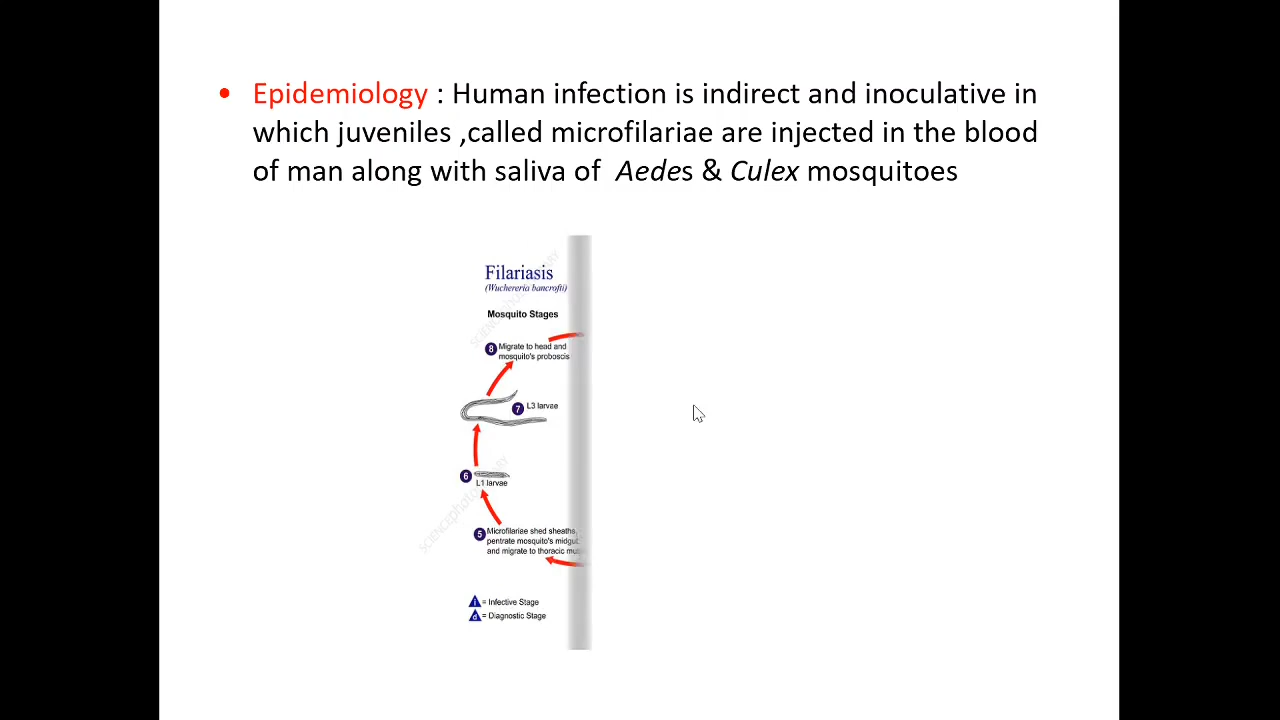 • Epidemiology : Human infection is indirect and inoculative in
which juveniles ,called microfilariae are injected in the blood
of man along with saliva of Aedes & Culex mosquitoes
Filariasis
(Wuchereria bancrofti)
Mosquito Stages
8 Migrate to head and
mosquito's proboscis
7 L3 larvae
6
L1 larvae
5 Microfilariae shed sheaths,
pentrate mosquito's midgut
and migrate to thoracic
i = Infective Stage
d = Diagnostic Stage